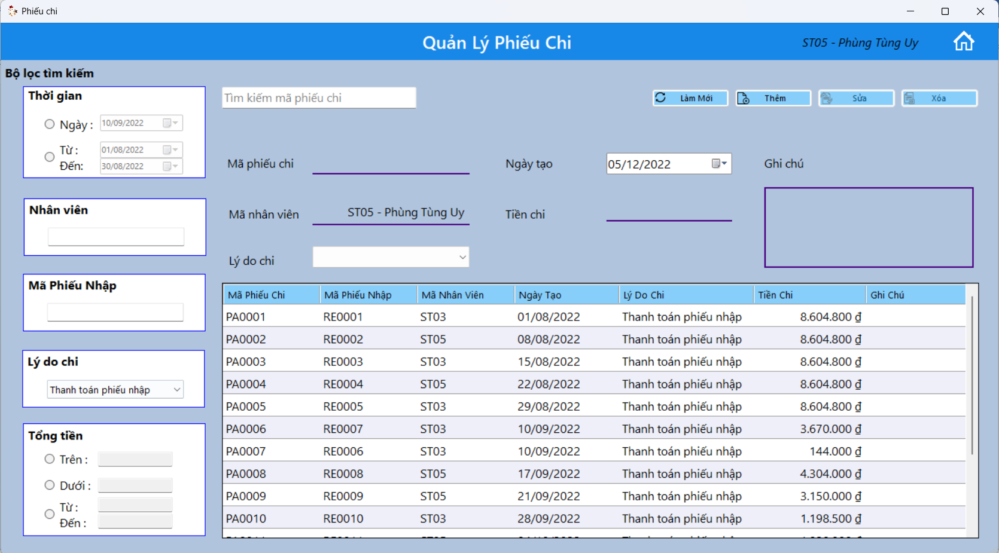 Phiếu chi
Quản Lý Phiếu Chi
ST05 - Phùng Tùng Uy
Bộ lọc tìm kiếm
Thời gian
Ngày : 10/09/2022
Từ : 01/08/2022
Đến: 30/08/2022
Nhân viên
Mã Phiếu Nhập
Lý do chi
Thanh toán phiếu nhập
Tổng tiền
Trên :
Dưới :
Từ :
Đến :
Tìm kiếm mã phiếu chi
Làm Mới Thêm Sửa Xóa
Mã phiếu chi Ngày tạo 05/12/2022 Ghi chú
Mã nhân viên ST05 - Phùng Tùng Uy Tiền chi
Lý do chi
Mã Phiếu Chi Mã Phiếu Nhập Mã Nhân Viên Ngày Tạo Lý Do Chi Tiền Chi Ghi Chú
PA0001 RE0001 ST03 01/08/2022 Thanh toán phiếu nhập 8.604.800 ₫
PA0002 RE0002 ST05 08/08/2022 Thanh toán phiếu nhập 8.604.800 ₫
PA0003 RE0003 ST03 15/08/2022 Thanh toán phiếu nhập 8.604.800 ₫
PA0004 RE0004 ST05 22/08/2022 Thanh toán phiếu nhập 8.604.800 ₫
PA0005 RE0005 ST03 29/08/2022 Thanh toán phiếu nhập 8.604.800 ₫
PA0006 RE0007 ST03 10/09/2022 Thanh toán phiếu nhập 3.670.000 ₫
PA0007 RE0006 ST03 10/09/2022 Thanh toán phiếu nhập 144.000 ₫
PA0008 RE0008 ST05 17/09/2022 Thanh toán phiếu nhập 4.304.000 ₫
PA0009 RE0009 ST05 21/09/2022 Thanh toán phiếu nhập 3.150.000 ₫
PA0010 RE0010 ST03 28/09/2022 Thanh toán phiếu nhập 1.198.500 ₫